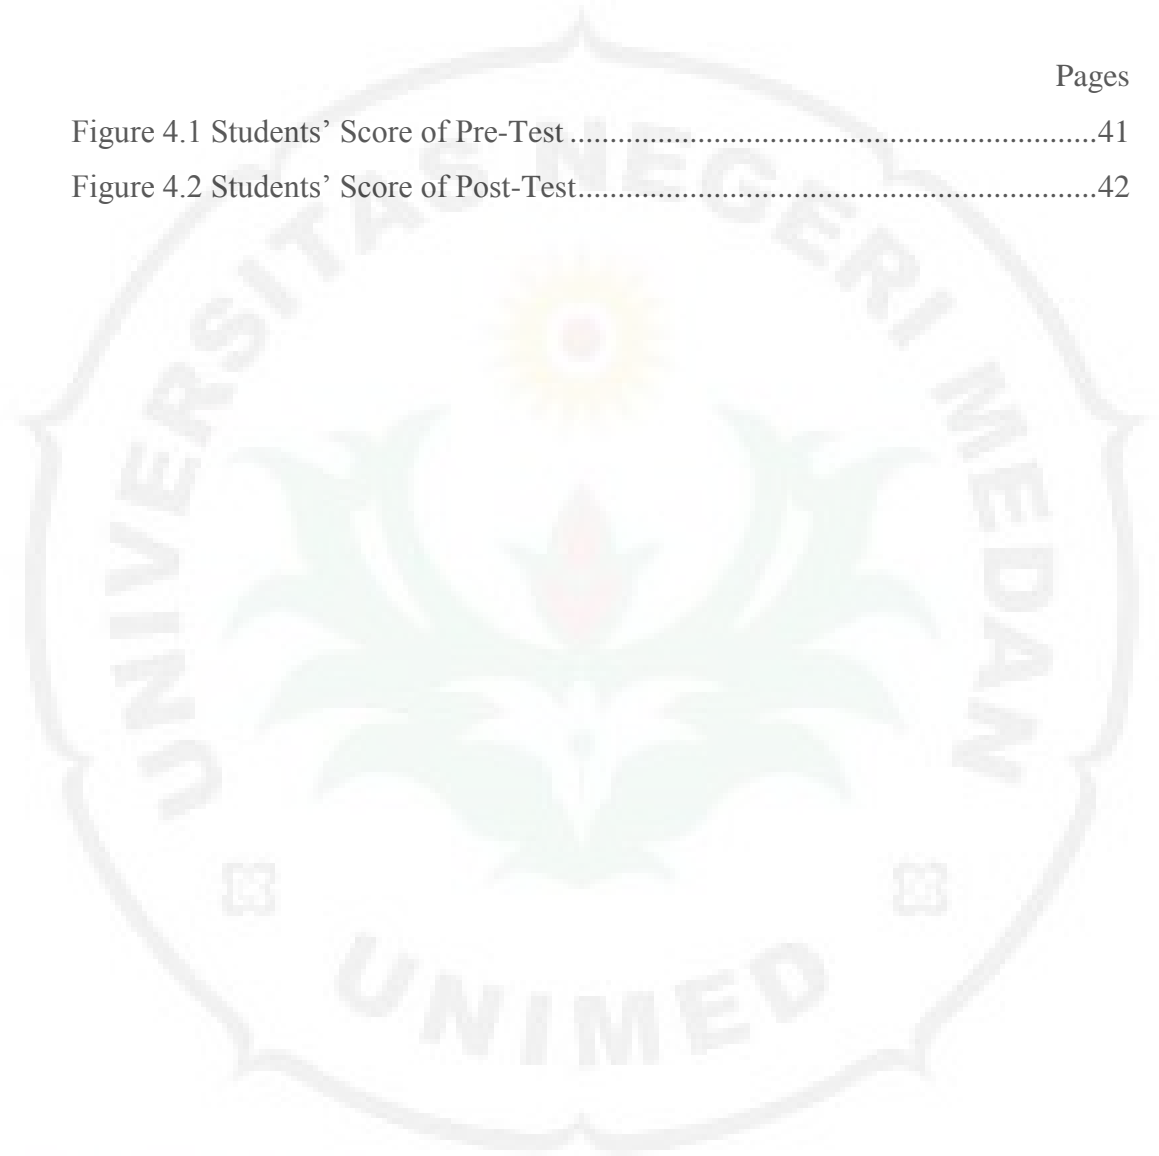 Pages
Figure 4.1 Students’ Score of Pre-Test ....................................................................41
Figure 4.2 Students’ Score of Post-Test...................................................................42
UNIVERSITAS NEGERI MEDAN
UNIMED